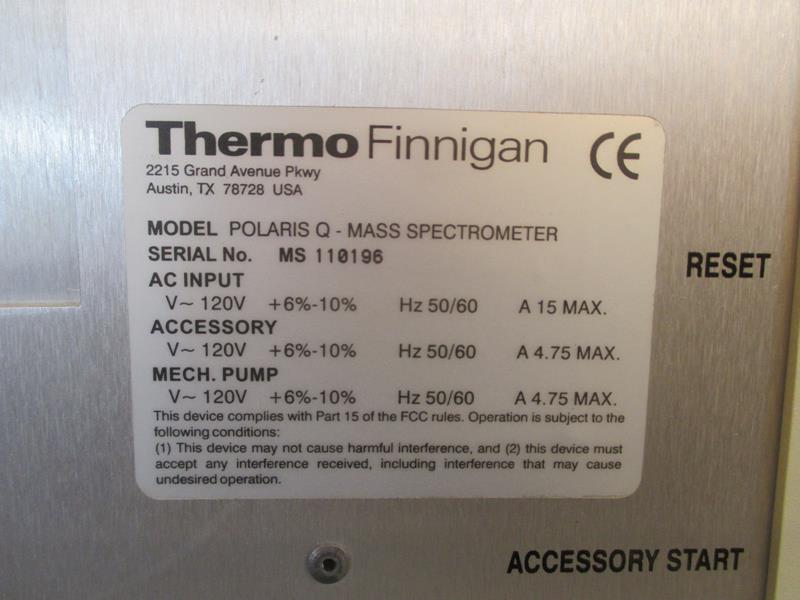 Thermo Finnigan CE
2215 Grand Avenue Pkwy
Austin, TX 78728 USA
MODEL POLARIS Q - MASS SPECTROMETER
SERIAL No. MS 110196
AC INPUT
V~ 120V +6%-10% Hz 50/60 A 15 MAX.
ACCESSORY
V~ 120V +6%-10% Hz 50/60 A 4.75 MAX.
MECH. PUMP
V~ 120V +6%-10% Hz 50/60 A 4.75 MAX.
This device complies with Part 15 of the FCC rules. Operation is subject to the
following conditions:
(1) This device may not cause harmful interference, and (2) this device must
accept any interference received, including interference that may cause
undesired operation.
RESET
ACCESSORY START